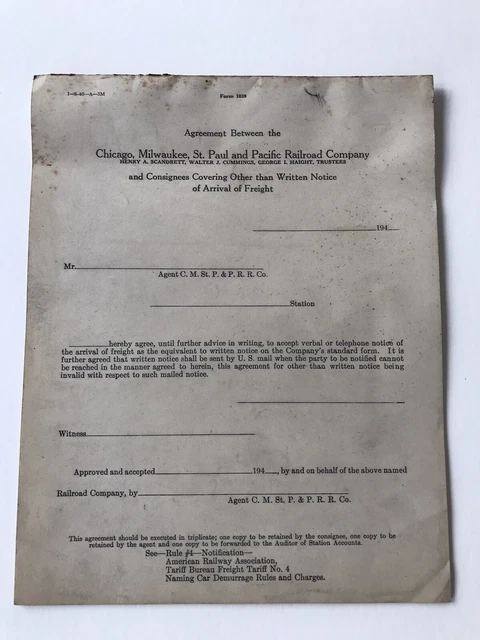 1-8-40-A-5M Form 1028
Agreement Between the
Chicago, Milwaukee, St. Paul and Pacific Railroad Company
HENRY A. SCANDRETT, WALTER J. CUMMINGS, GEORGE I. HAIGHT, TRUSTEES
and Consignees Covering Other than Written Notice
of Arrival of Freight
194
Mr.
Agent C. M. St. P. & P. R. R. Co.
Station
hereby agree, until further advice in writing, to accept verbal or telephone notice of
the arrival of freight as the equivalent to written notice on the Company's standard form. It is
further agreed that written notice shall be sent by U. S. mail when the party to be notified cannot
be reached in the manner agreed to herein, this agreement for other than written notice being
invalid with respect to such mailed notice.
Witness
Approved and accepted 194 , by and on behalf of the above named
Railroad Company, by
Agent C. M. St. P. & P. R. R. Co.
This agreement should be executed in triplicate; one copy to be retained by the consignee, one copy to be
retained by the agent and one copy to be forwarded to the Auditor of Station Accounts.
See—Rule #4—Notification—
American Railway Association,
Tariff Bureau Freight Tariff No. 4
Naming Car Demurrage Rules and Charges.